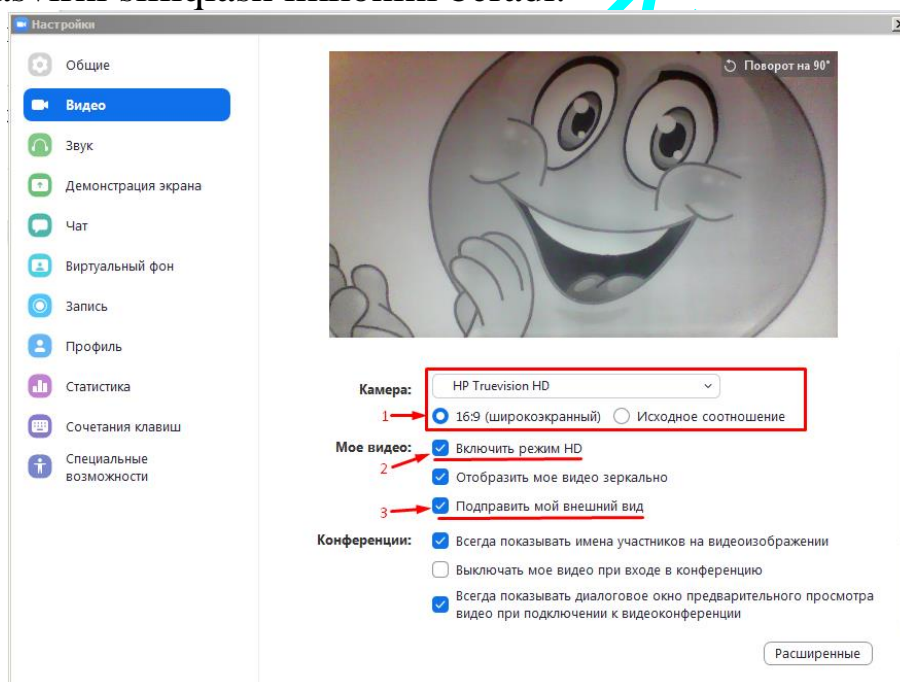 Настройки
Общие
Поворот на 90°
Видео
Звук
Демонстрация экрана
Чат
Виртуальный фон
Запись
Профиль
Статистика
Сочетания клавиш
Специальные
возможности
Камера: HP Truevision HD
1 16:9 (широкоэкранный) Исходное соотношение
Мое видео: Включить режим HD
2
Отобразить мое видео зеркально
3 Подправить мой внешний вид
Конференции: Всегда показывать имена участников на видеоизображении
Выключать мое видео при входе в конференцию
Всегда показывать диалоговое окно предварительного просмотра
видео при подключении к видеоконференции
Расширенные